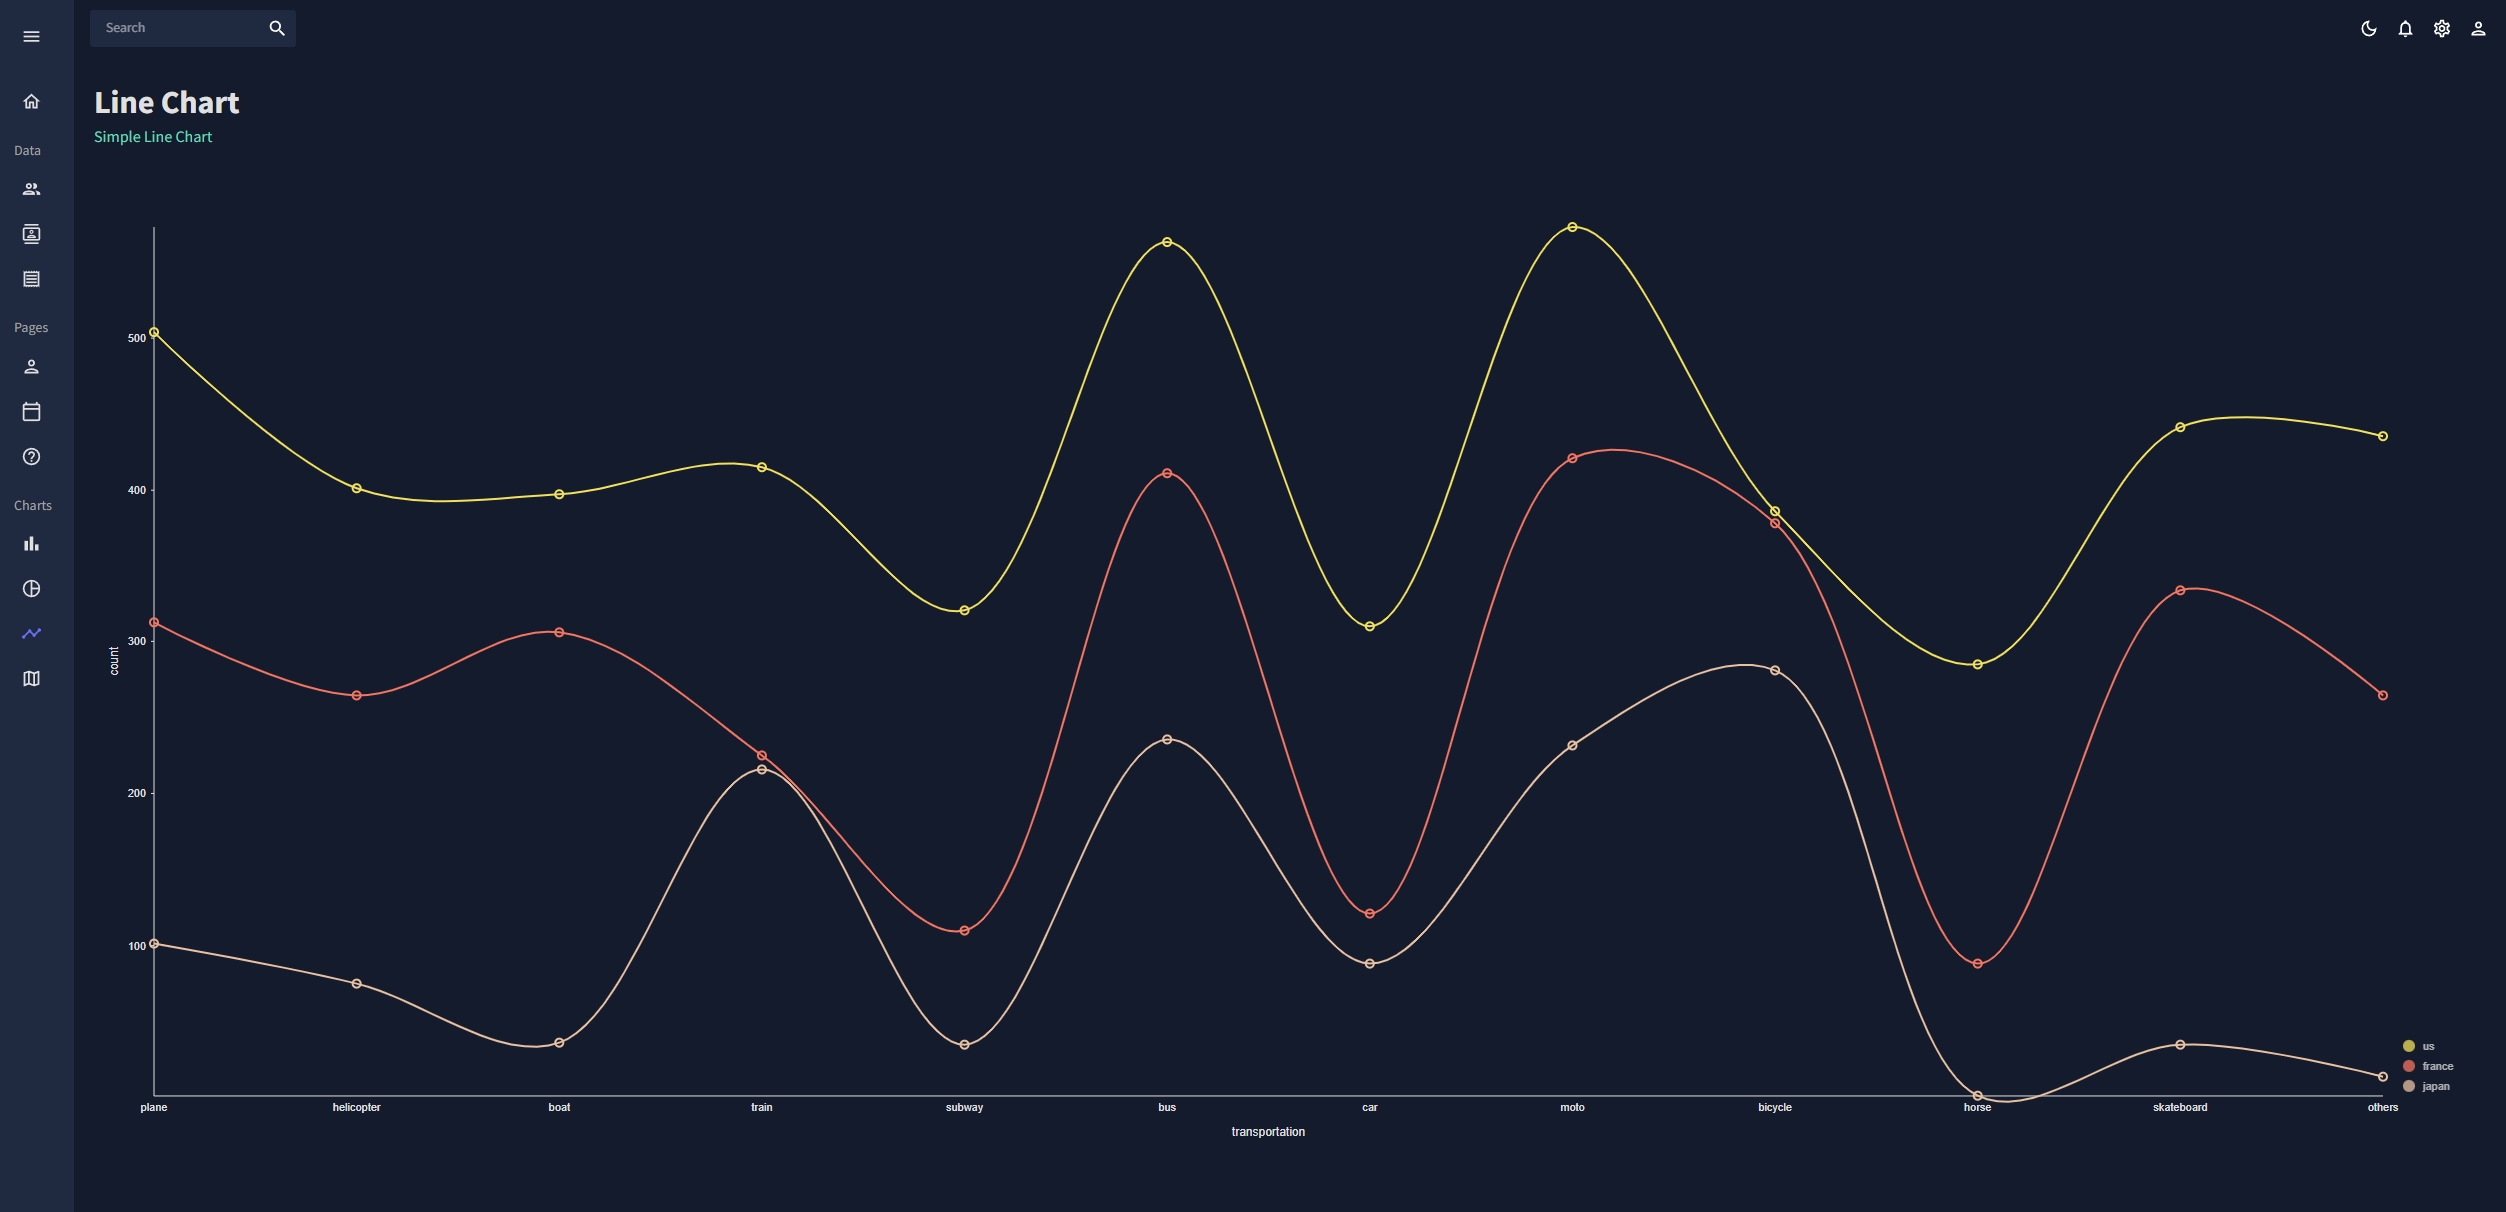 Search
Line Chart
Simple Line Chart
Data
Pages
Charts
500
400
300
200
100
count
plane
helicopter
boat
train
subway
bus
car
moto
bicycle
horse
skateboard
others
transportation
us
france
japan